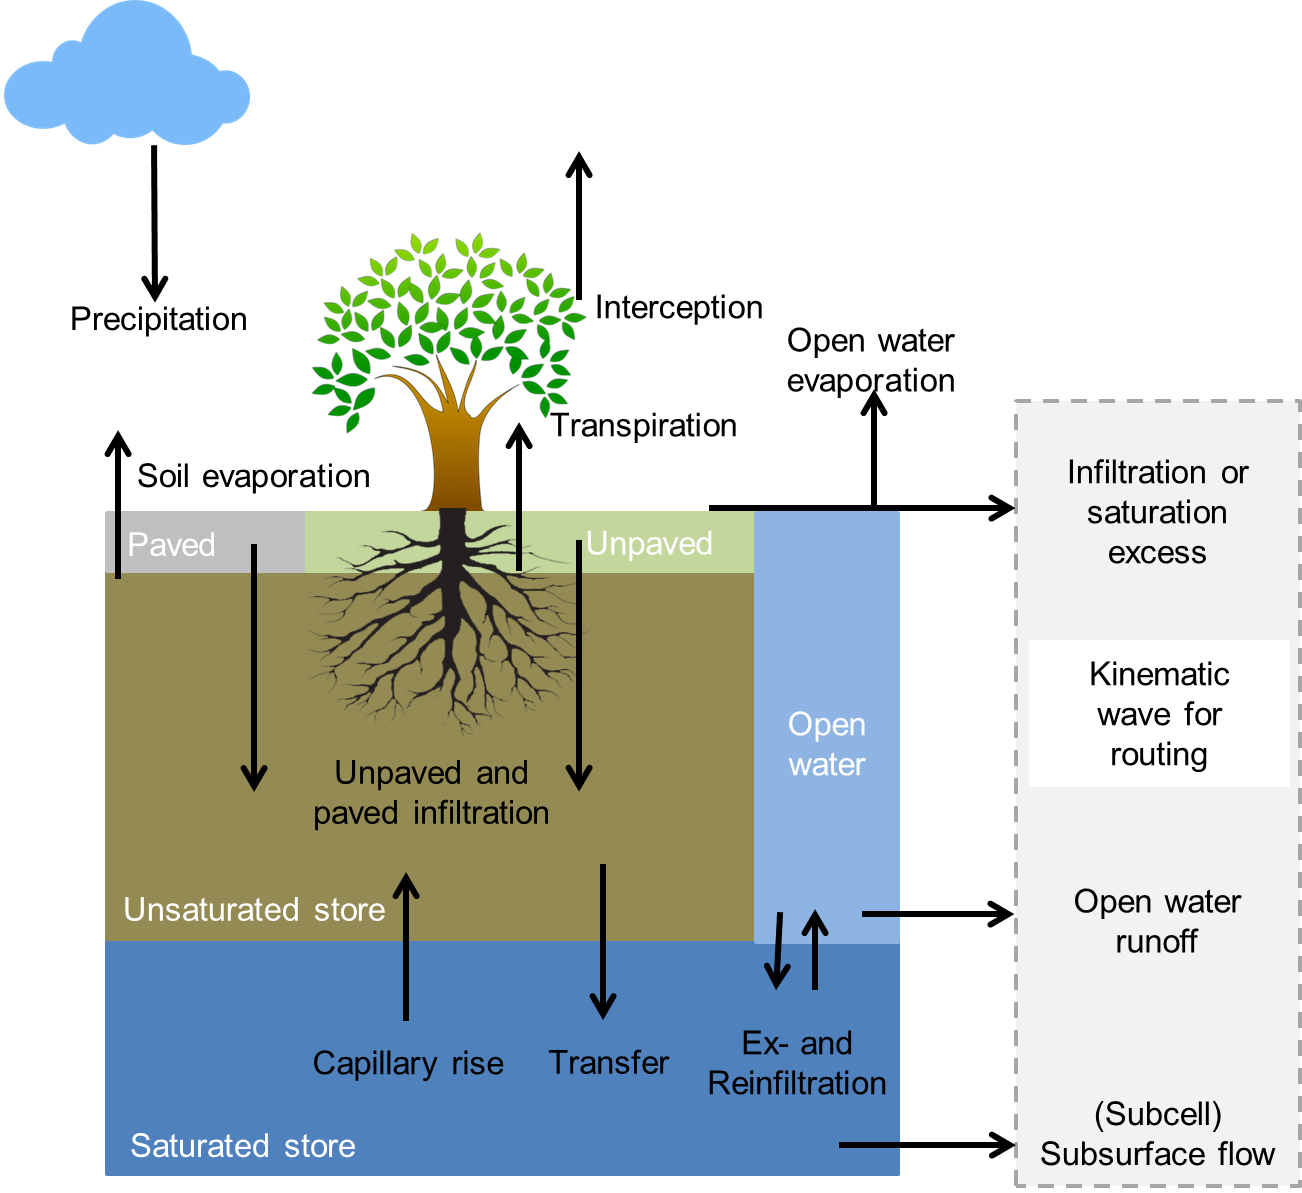 Precipitation
Interception
Open water
evaporation
Transpiration
Soil evaporation
Infiltration or
saturation
excess
Paved
Unpaved
Kinematic
wave for
routing
Open
water
Unpaved and
paved infiltration
Unsaturated store
Open water
runoff
Capillary rise
Transfer
Ex- and
Reinfiltration
Saturated store
(Subcell)
Subsurface flow